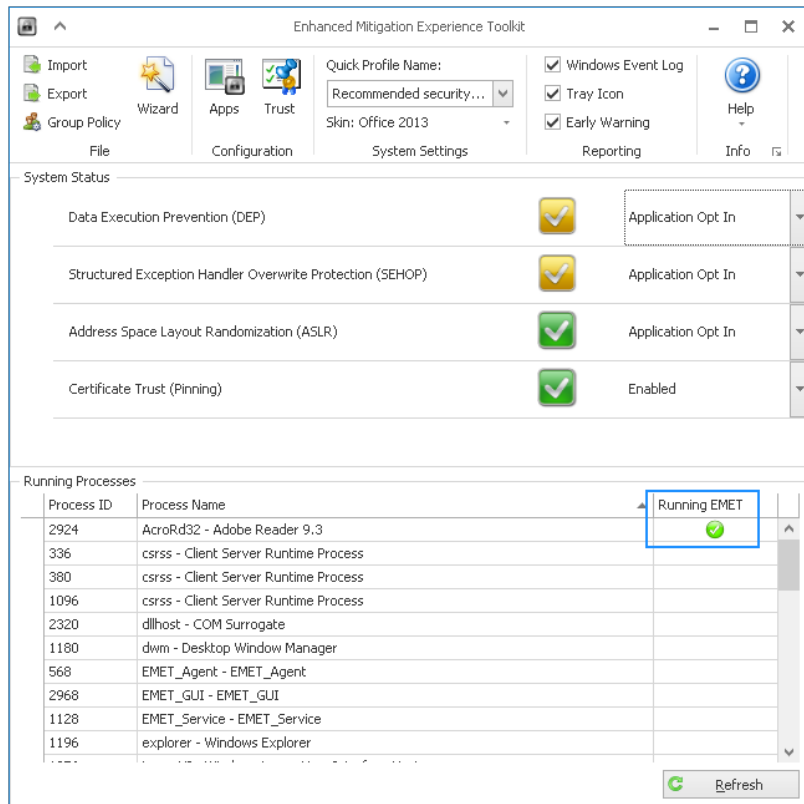 Enhanced Mitigation Experience Toolkit
Import
Export
Group Policy
File
Wizard
Apps
Trust
Configuration
Quick Profile Name:
Recommended security...
Skin: Office 2013
System Settings
Windows Event Log
Tray Icon
Early Warning
Reporting
Help
Info
System Status
Data Execution Prevention (DEP) Application Opt In
Structured Exception Handler Overwrite Protection (SEHOP) Application Opt In
Address Space Layout Randomization (ASLR) Application Opt In
Certificate Trust (Pinning) Enabled
Running Processes
Process ID Process Name Running EMET
2924 AcroRd32 - Adobe Reader 9.3
336 csrss - Client Server Runtime Process
380 csrss - Client Server Runtime Process
1096 csrss - Client Server Runtime Process
2320 dllhost - COM Surrogate
1180 dwm - Desktop Window Manager
568 EMET_Agent - EMET_Agent
2968 EMET_GUI - EMET_GUI
1128 EMET_Service - EMET_Service
1196 explorer - Windows Explorer
Refresh